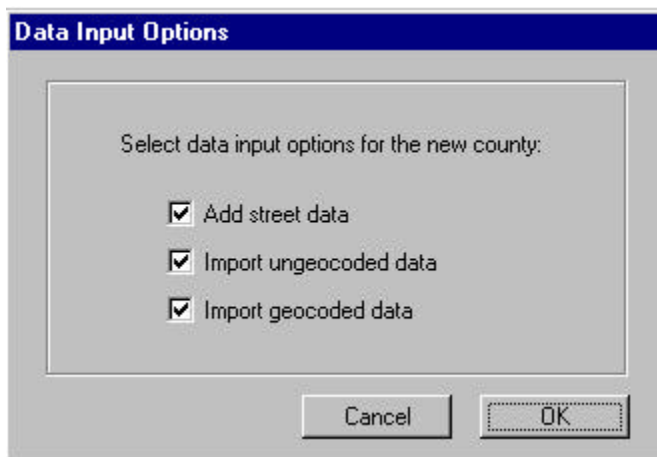 Data Input Options
Select data input options for the new county:
Add street data
Import ungeocoded data
Import geocoded data
Cancel
OK